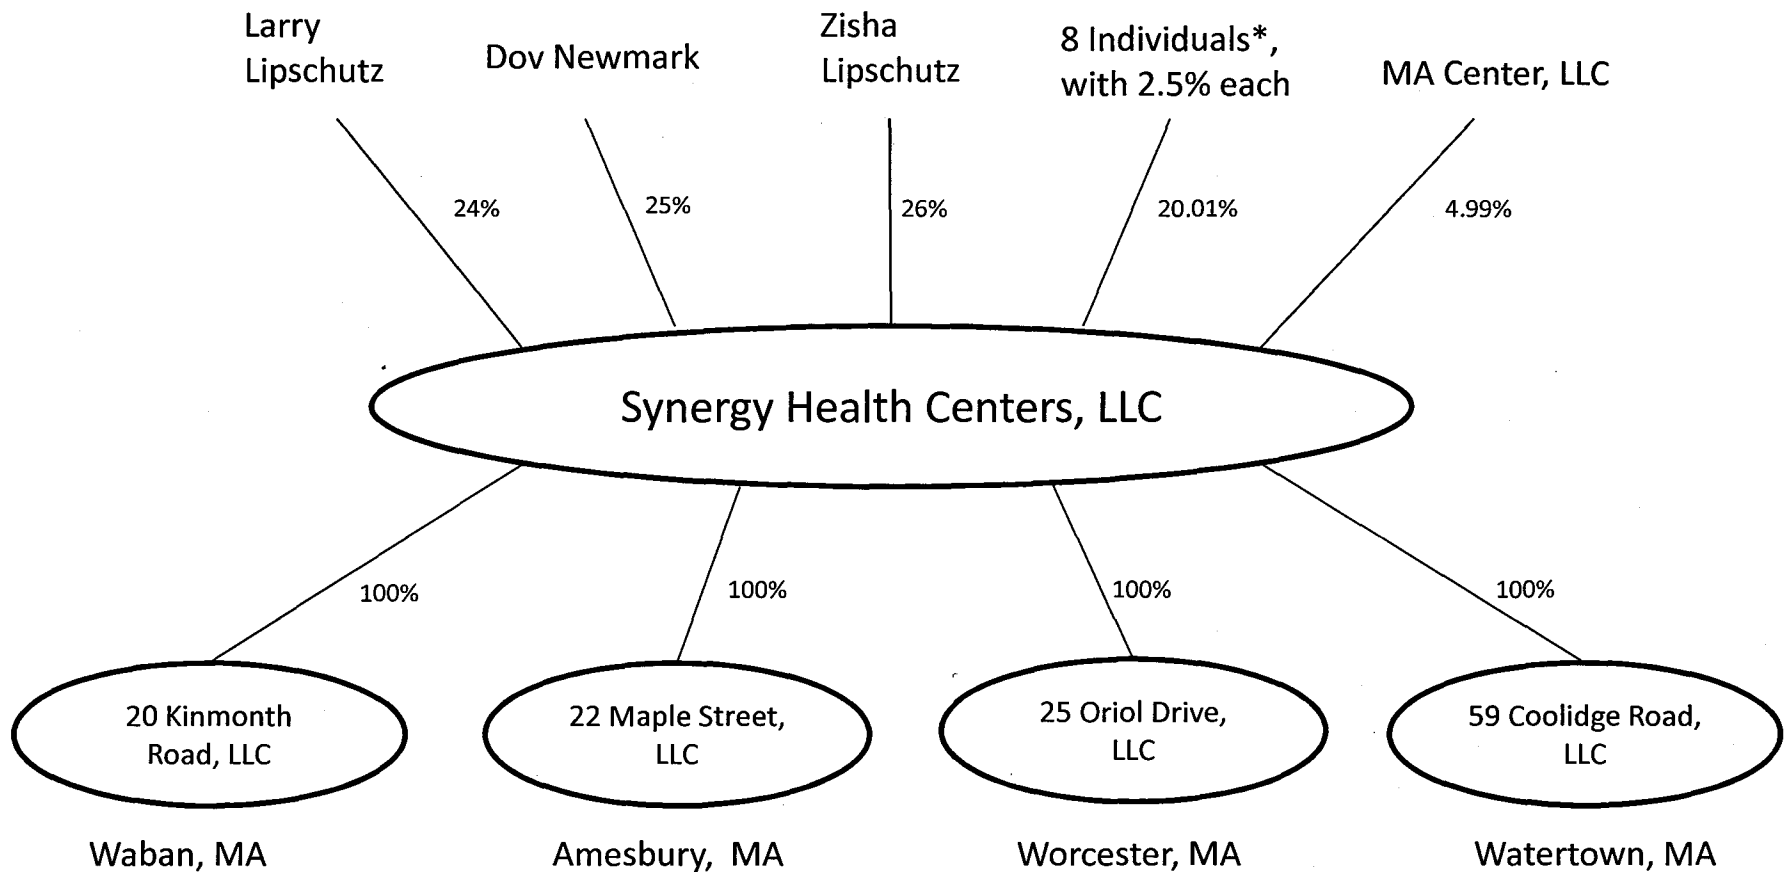 Larry
Lipschutz
Dov Newmark
Zisha
Lipschutz
8 Individuals*,
with 2.5% each
MA Center, LLC
24%
25%
26%
20.01%
4.99%
Synergy Health Centers, LLC
100%
100%
100%
100%
20 Kinmonth
Road, LLC
22 Maple Street,
LLC
25 Oriol Drive,
LLC
59 Coolidge Road,
LLC
Waban, MA
Amesbury, MA
Worcester, MA
Watertown, MA